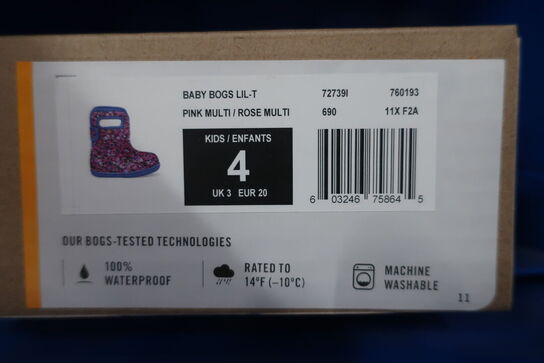 BABY BOGS LIL-T 72739I 760193
PINK MULTI / ROSE MULTI 690 11X F2A
KIDS / ENFANTS
4
UK 3 EUR 20
6 03246 75864 5
OUR BOGS-TESTED TECHNOLOGIES
100%
WATERPROOF
RATED TO
14°F (-10°C)
MACHINE
WASHABLE
11